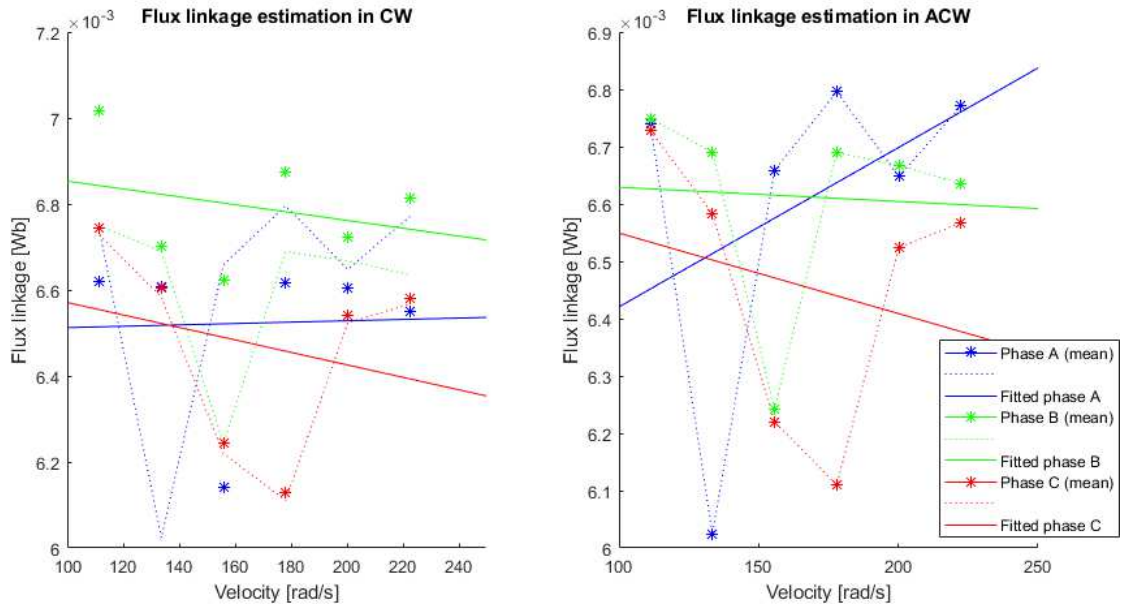 Flux linkage estimation in CW
×10⁻³
7.2
7
6.8
6.6
6.4
6.2
6
Flux linkage [Wb]
100 120 140 160 180 200 220 240
Velocity [rad/s]
Flux linkage estimation in ACW
×10⁻³
6.9
6.8
6.7
6.6
6.5
6.4
6.3
6.2
6.1
6
Flux linkage [Wb]
100 150 200 250
Velocity [rad/s]
Phase A (mean)
Fitted phase A
Phase B (mean)
Fitted phase B
Phase C (mean)
Fitted phase C